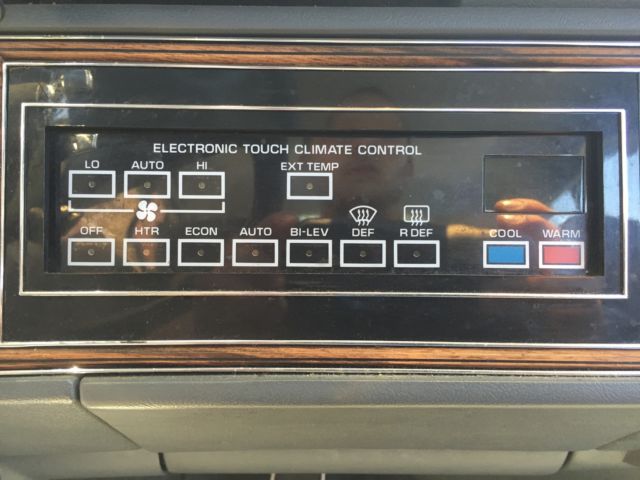 ELECTRONIC TOUCH CLIMATE CONTROL
LO AUTO HI EXT TEMP
OFF HTR ECON AUTO BI-LEV DEF R DEF COOL WARM